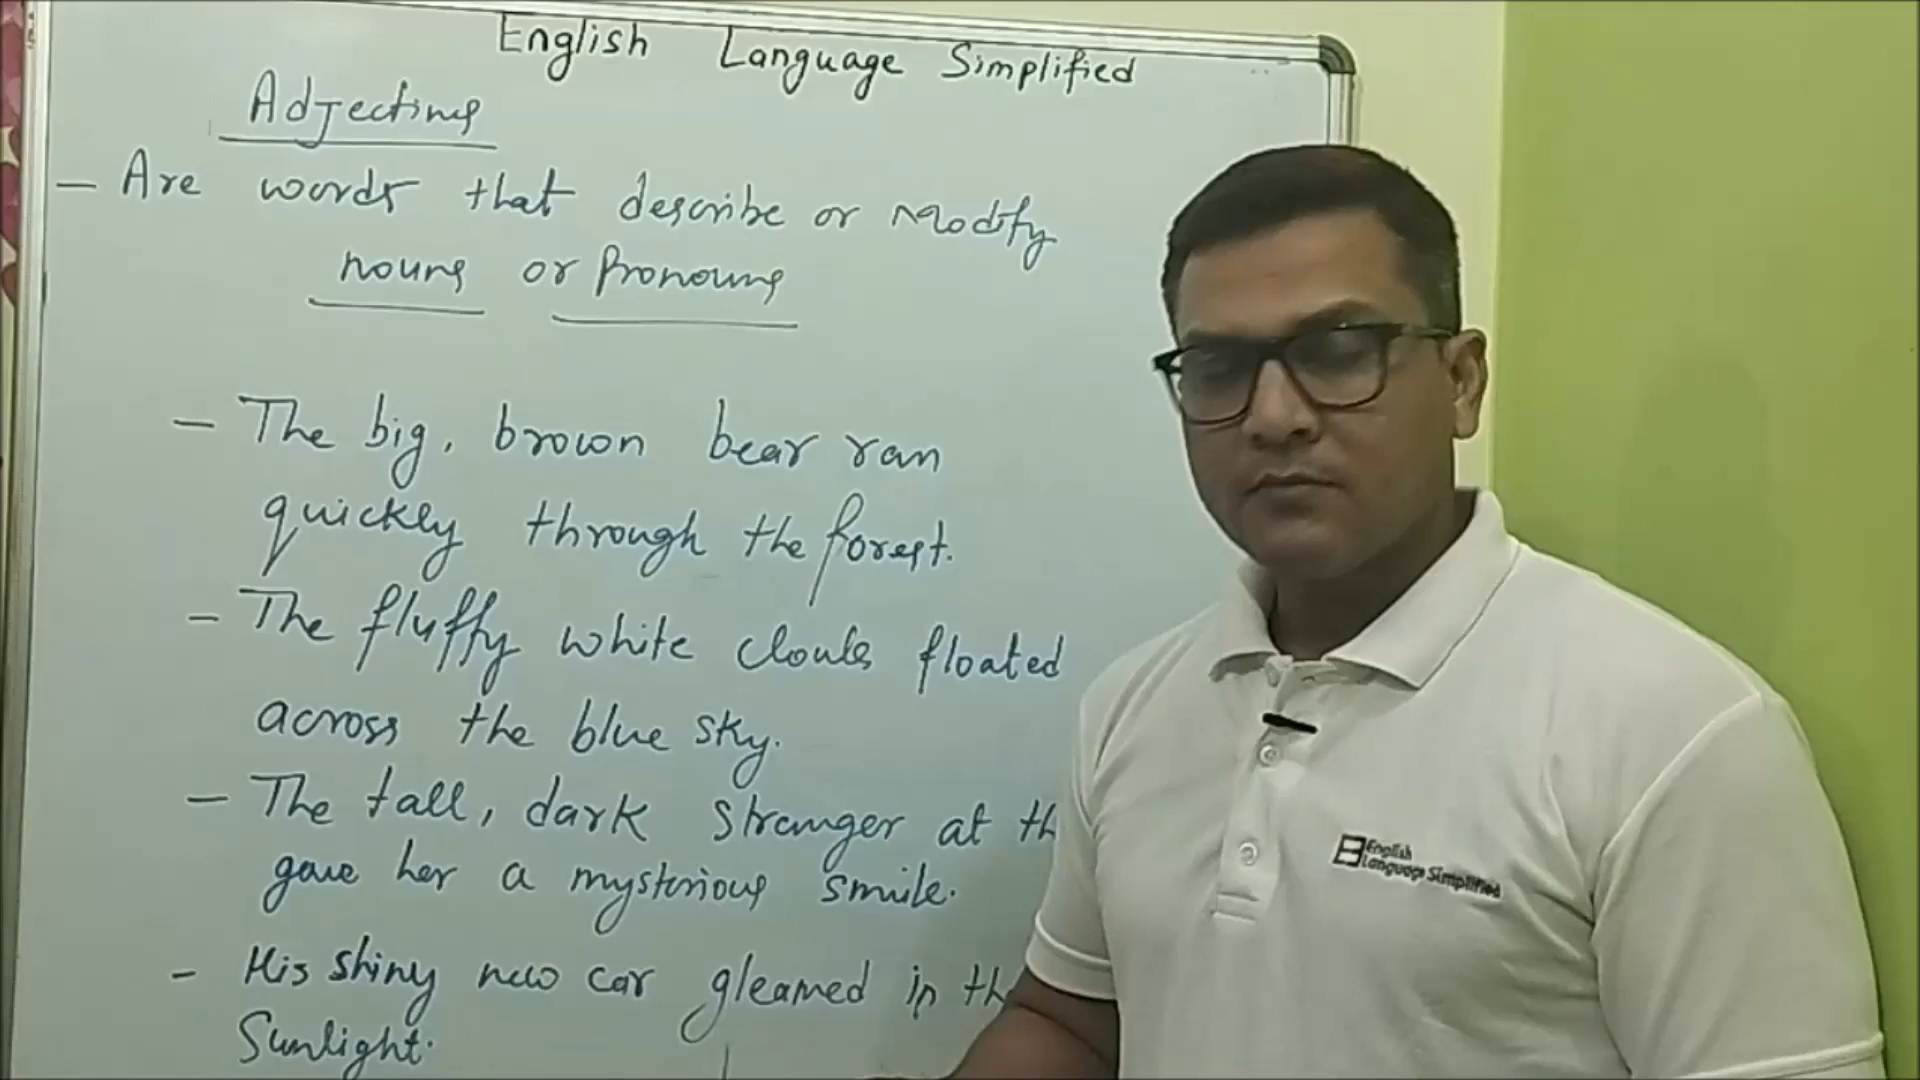 English Language Simplified
Adjectives
- Are words that describe or Modify
nouns or Pronouns
- The big, brown bear ran
quickly through the forest.
- The fluffy white clouds floated
across the blue sky.
- The tall, dark stranger at th
gave her a mysterious smile.
- His shiny new car gleamed in th
Sunlight.
English
Language Simplified